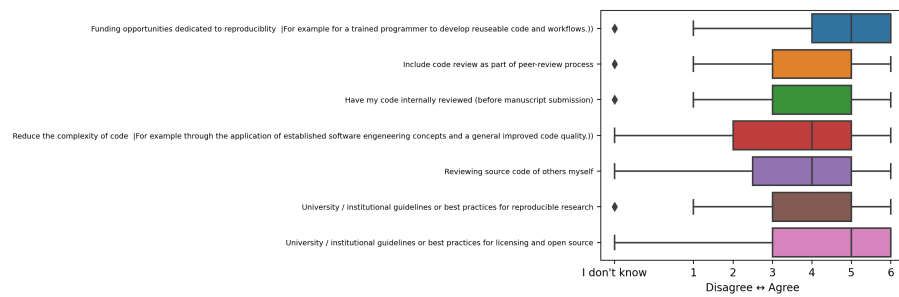 Funding opportunities dedicated to reproduciblity  |For example for a trained programmer to develop reuseable code and workflows.))
Include code review as part of peer-review process
Have my code internally reviewed (before manuscript submission)
Reduce the complexity of code  |For example through the application of established software engeneering concepts and a general improved code quality.))
Reviewing source code of others myself
University / institutional guidelines or best practices for reproducible research
University / institutional guidelines or best practices for licensing and open source
I don't know 1 2 3 4 5 6
Disagree ↔ Agree